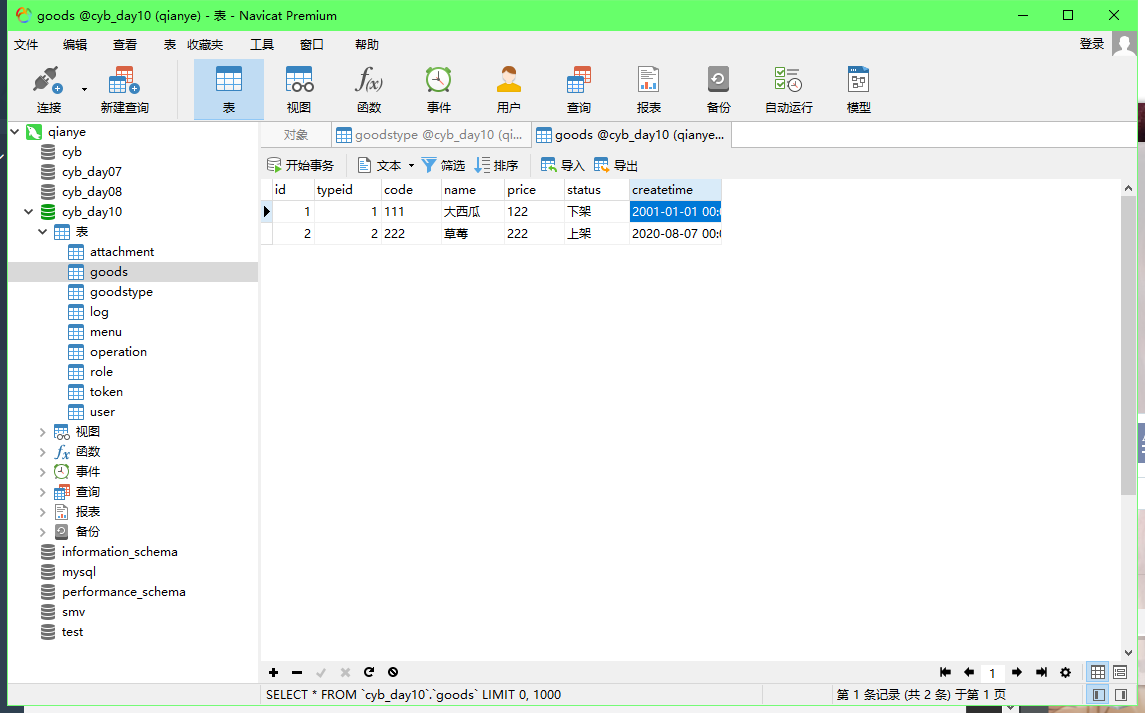 goods @cyb_day10 (qianye) - 表 - Navicat Premium
文件 编辑 查看 表 收藏夹 工具 窗口 帮助 登录
连接 新建查询 表 视图 函数 事件 用户 查询 报表 备份 自动运行 模型
qianye
cyb
cyb_day07
cyb_day08
cyb_day10
表
attachment
goods
goodstype
log
menu
operation
role
token
user
视图
函数
事件
查询
报表
备份
information_schema
mysql
performance_schema
smv
test
对象 goodstype @cyb_day10 (qi... goods @cyb_day10 (qianye...
开始事务 文本 筛选 排序 导入 导出
id typeid code name price status createtime
1 1 111 大西瓜 122 下架 2001-01-01 00:
2 2 222 草莓 222 上架 2020-08-07 00:
1
SELECT * FROM `cyb_day10`.`goods` LIMIT 0, 1000 第 1 条记录 (共 2 条) 于第 1 页